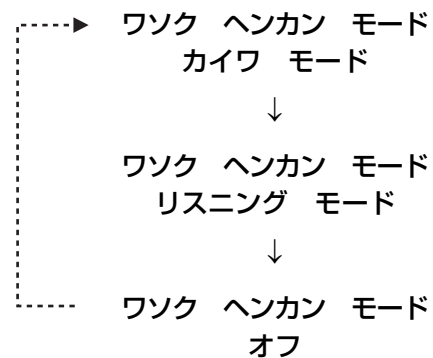 ワソク　ヘンカン　モード
カイワ　モード
↓
ワソク　ヘンカン　モード
リスニング　モード
↓
ワソク　ヘンカン　モード
オフ